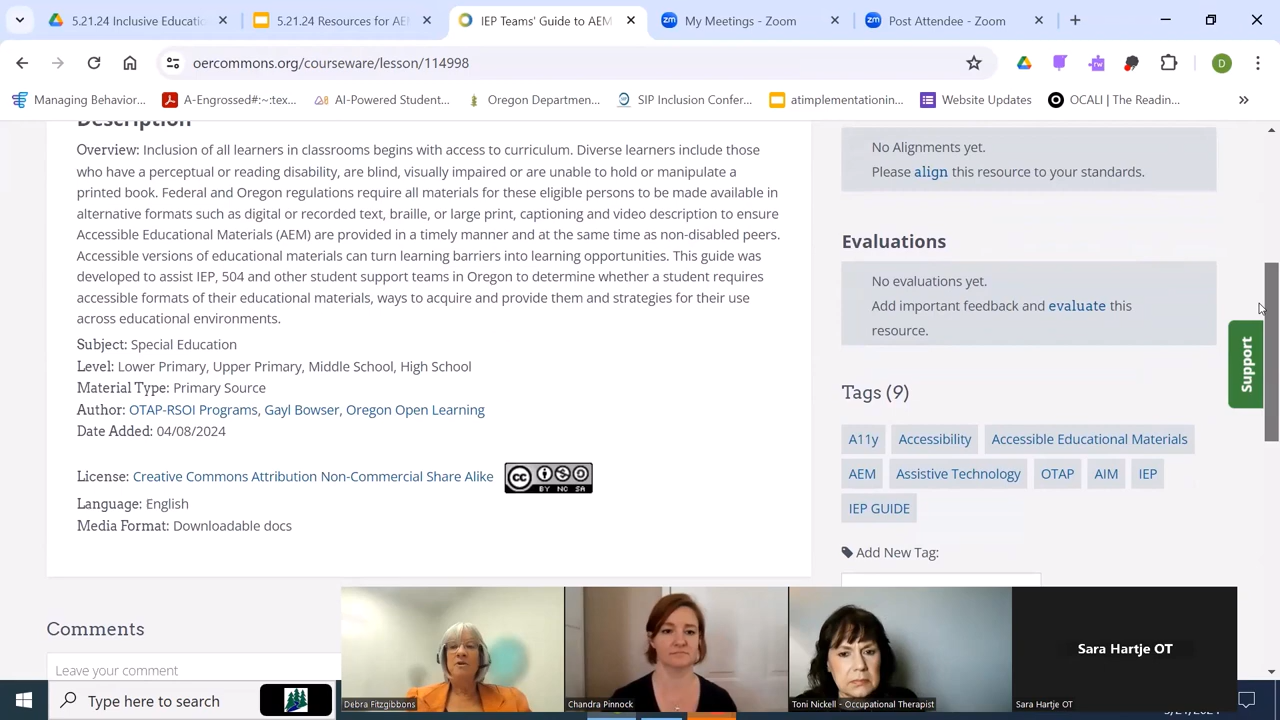 5.21.24 Inclusive Educati
5.21.24 Resources for AE
IEP Teams' Guide to AEM
My Meetings - Zoom
Post Attendee - Zoom
oercommons.org/courseware/lesson/114998
D
Managing Behavior...
A-Engrossed#:~:tex...
AI-Powered Student...
Oregon Departmen...
SIP Inclusion Confer...
atimplementationin...
Website Updates
OCALI | The Readin...
Description
Overview: Inclusion of all learners in classrooms begins with access to curriculum. Diverse learners include those
who have a perceptual or reading disability, are blind, visually impaired or are unable to hold or manipulate a
printed book. Federal and Oregon regulations require all materials for these eligible persons to be made available in
alternative formats such as digital or recorded text, braille, or large print, captioning and video description to ensure
Accessible Educational Materials (AEM) are provided in a timely manner and at the same time as non-disabled peers.
Accessible versions of educational materials can turn learning barriers into learning opportunities. This guide was
developed to assist IEP, 504 and other student support teams in Oregon to determine whether a student requires
accessible formats of their educational materials, ways to acquire and provide them and strategies for their use
across educational environments.
Subject: Special Education
Level: Lower Primary, Upper Primary, Middle School, High School
Material Type: Primary Source
Author: OTAP-RSOI Programs, Gayl Bowser, Oregon Open Learning
Date Added: 04/08/2024
License: Creative Commons Attribution Non-Commercial Share Alike
CC BY NC SA
Language: English
Media Format: Downloadable docs
Comments
Leave your comment
No Alignments yet.
Please align this resource to your standards.
Evaluations
No evaluations yet.
Add important feedback and evaluate this
resource.
Support
Tags (9)
A11y Accessibility Accessible Educational Materials
AEM Assistive Technology OTAP AIM IEP
IEP GUIDE
Add New Tag:
Debra Fitzgibbons
Chandra Pinnock
Toni Nickell - Occupational Therapist
Sara Hartje OT
Sara Hartje OT
Type here to search